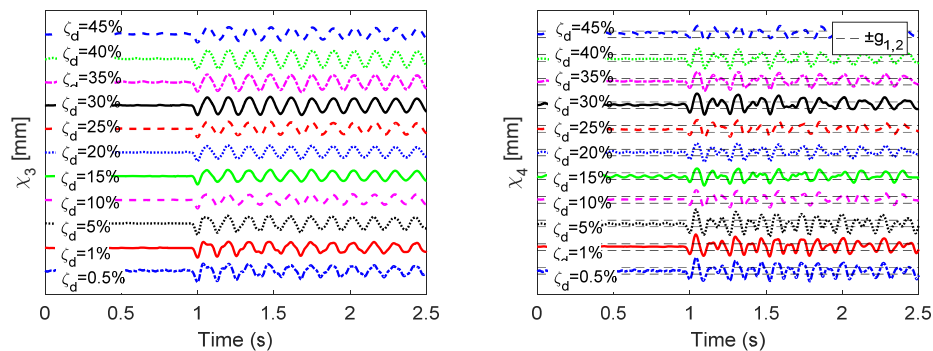 χ₃ [mm]
ζd=45%
ζd=40%
ζd=35%
ζd=30%
ζd=25%
ζd=20%
ζd=15%
ζd=10%
ζd=5%
ζd=1%
ζd=0.5%
0 0.5 1 1.5 2 2.5
Time (s)
χ₄ [mm]
ζd=45%
ζd=40%
ζd=35%
ζd=30%
ζd=25%
ζd=20%
ζd=15%
ζd=10%
ζd=5%
ζd=1%
ζd=0.5%
±g1,2
0 0.5 1 1.5 2 2.5
Time (s)